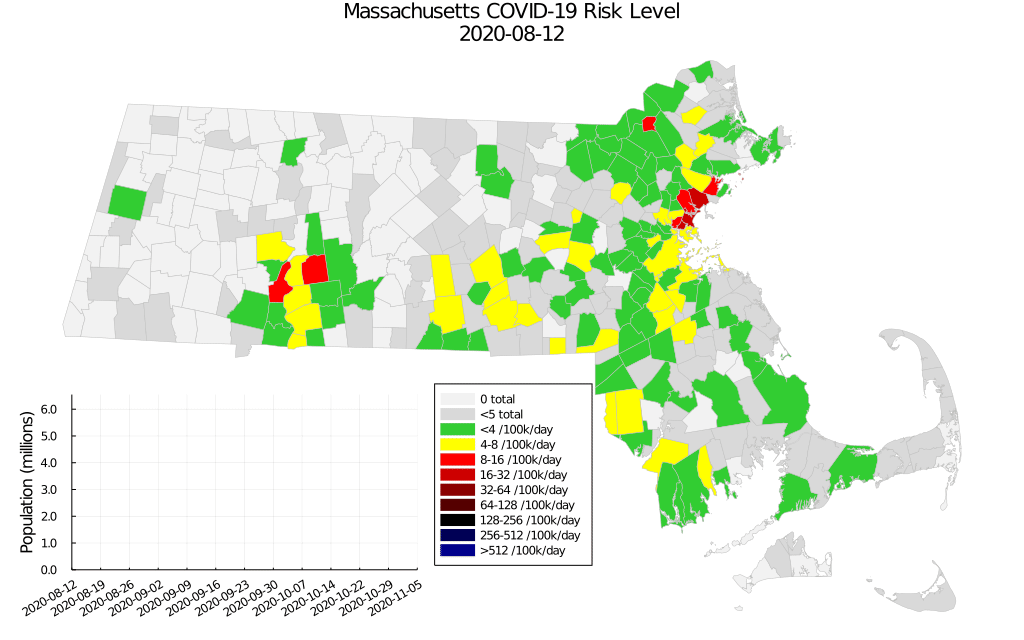 Massachusetts COVID-19 Risk Level
2020-08-12
Population (millions)
6.0
5.0
4.0
3.0
2.0
1.0
0.0
2020-08-12
2020-08-19
2020-08-26
2020-09-02
2020-09-09
2020-09-16
2020-09-23
2020-09-30
2020-10-07
2020-10-14
2020-10-22
2020-10-29
2020-11-05
0 total
<5 total
<4 /100k/day
4-8 /100k/day
8-16 /100k/day
16-32 /100k/day
32-64 /100k/day
64-128 /100k/day
128-256 /100k/day
256-512 /100k/day
>512 /100k/day